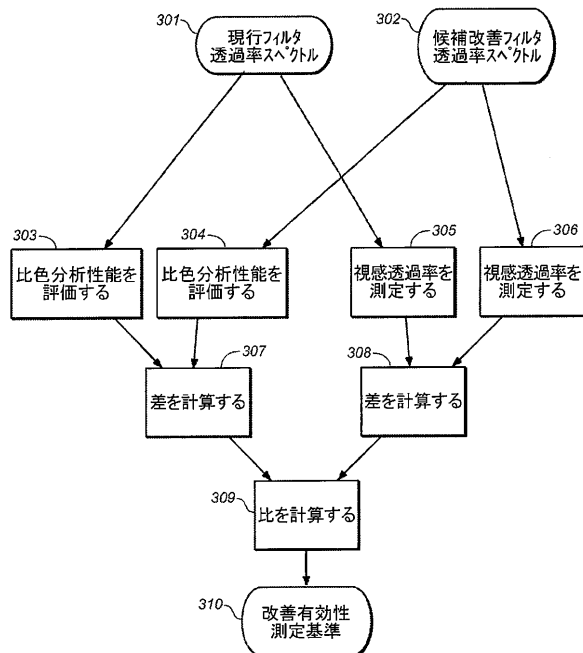 301
現行フィルタ
透過率スペクトル
302
候補改善フィルタ
透過率スペクトル
303
比色分析性能を
評価する
304
比色分析性能を
評価する
305
視感透過率を
測定する
306
視感透過率を
測定する
307
差を計算する
308
差を計算する
309
比を計算する
310
改善有効性
測定基準